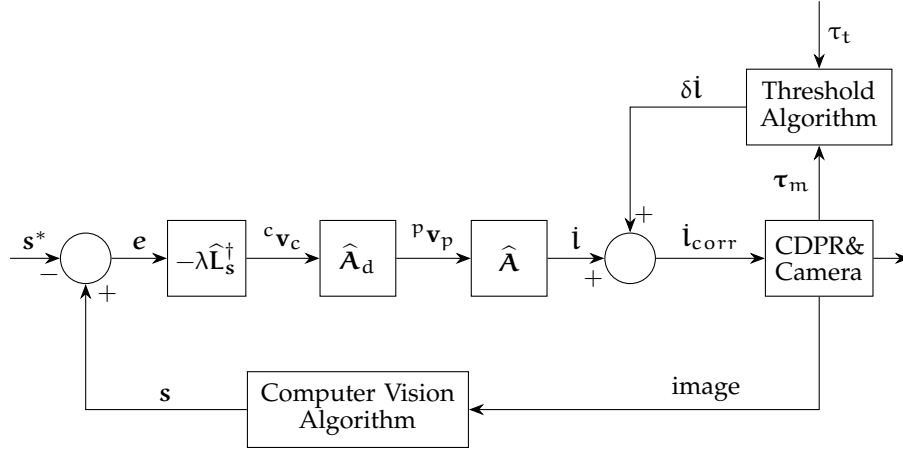 τt
δl̇
Threshold
Algorithm
τm
s*
−
+
e
−λL̂s†
ᶜvc
Âd
ᵖvp
Â
l̇
+
+
l̇corr
CDPR&
Camera
s
Computer Vision
Algorithm
image